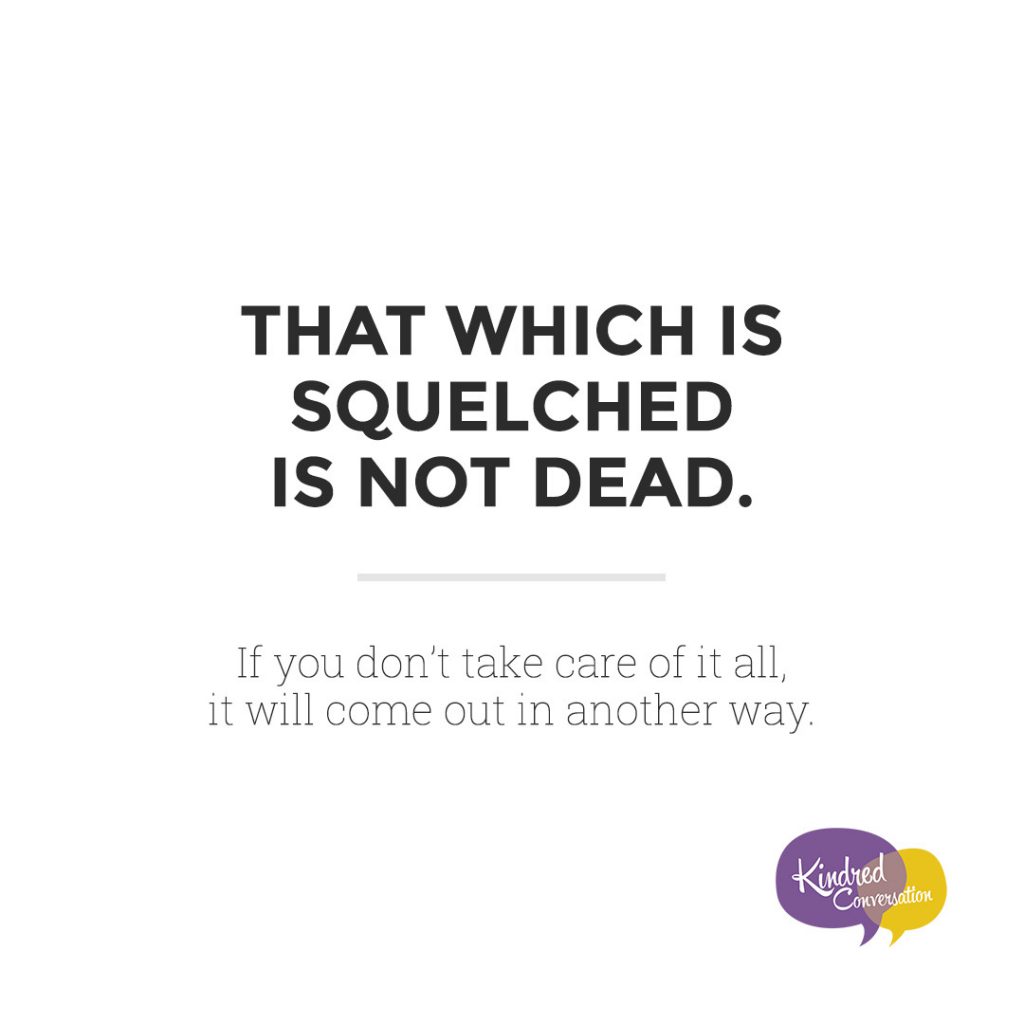 THAT WHICH IS
SQUELCHED
IS NOT DEAD.
If you don’t take care of it all,
it will come out in another way.
Kindred
Conversation